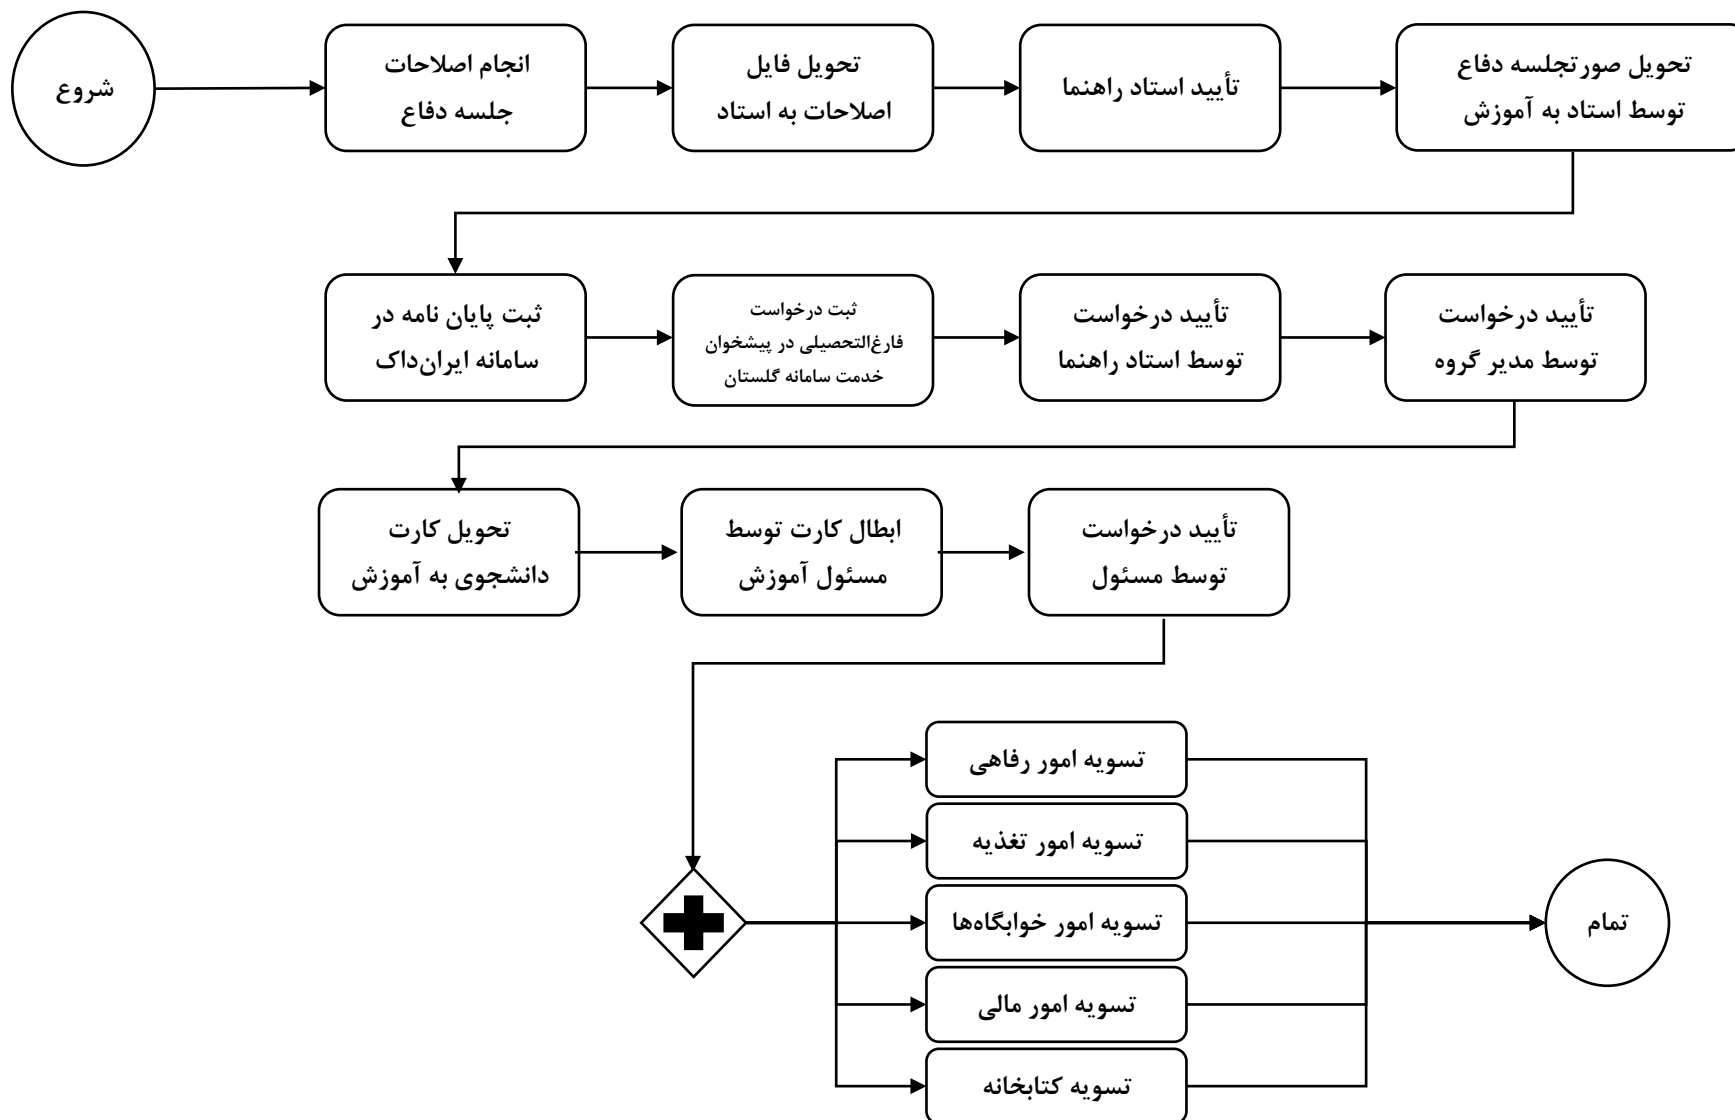 شروع
انجام اصلاحات
جلسه دفاع
تحویل فایل
اصلاحات به استاد
تأیید استاد راهنما
تحویل صورتجلسه دفاع
توسط استاد به آموزش
ثبت پایان نامه در
سامانه ایران‌داک
ثبت درخواست
فارغ‌التحصیلی در پیشخوان
خدمت سامانه گلستان
تأیید درخواست
توسط استاد راهنما
تأیید درخواست
توسط مدیر گروه
تحویل کارت
دانشجوی به آموزش
ابطال کارت توسط
مسئول آموزش
تأیید درخواست
توسط مسئول
تسویه امور رفاهی
تسویه امور تغذیه
تسویه امور خوابگاه‌ها
تسویه امور مالی
تسویه کتابخانه
تمام